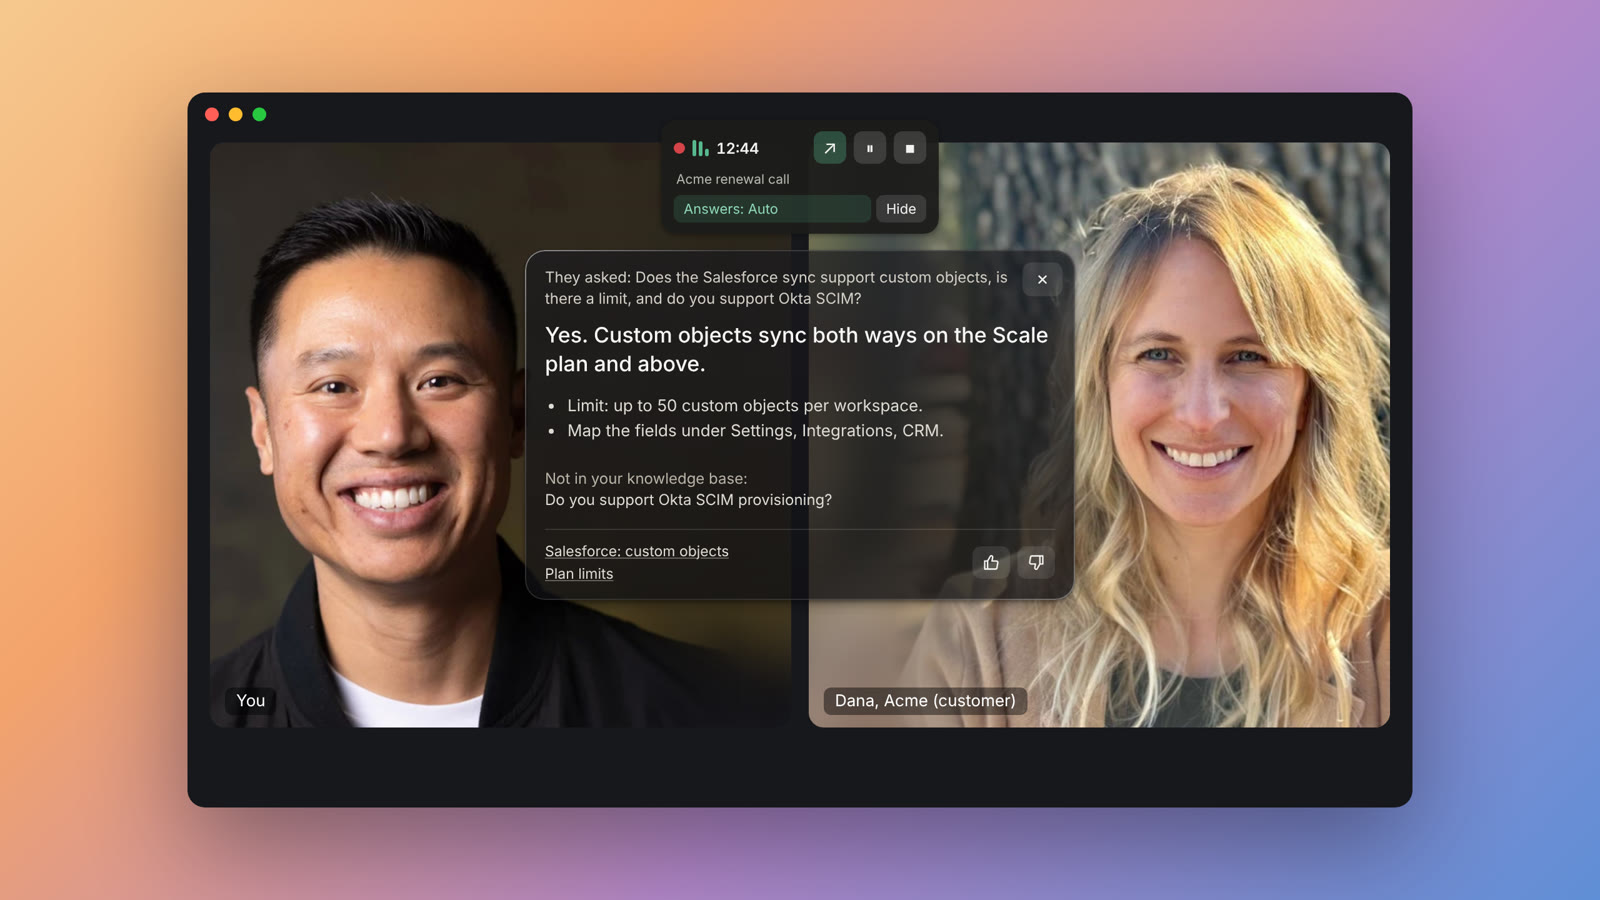 12:44
Acme renewal call
Answers: Auto
Hide
They asked: Does the Salesforce sync support custom objects, is
there a limit, and do you support Okta SCIM?
Yes. Custom objects sync both ways on the Scale
plan and above.
• Limit: up to 50 custom objects per workspace.
• Map the fields under Settings, Integrations, CRM.
Not in your knowledge base:
Do you support Okta SCIM provisioning?
Salesforce: custom objects
Plan limits
You
Dana, Acme (customer)